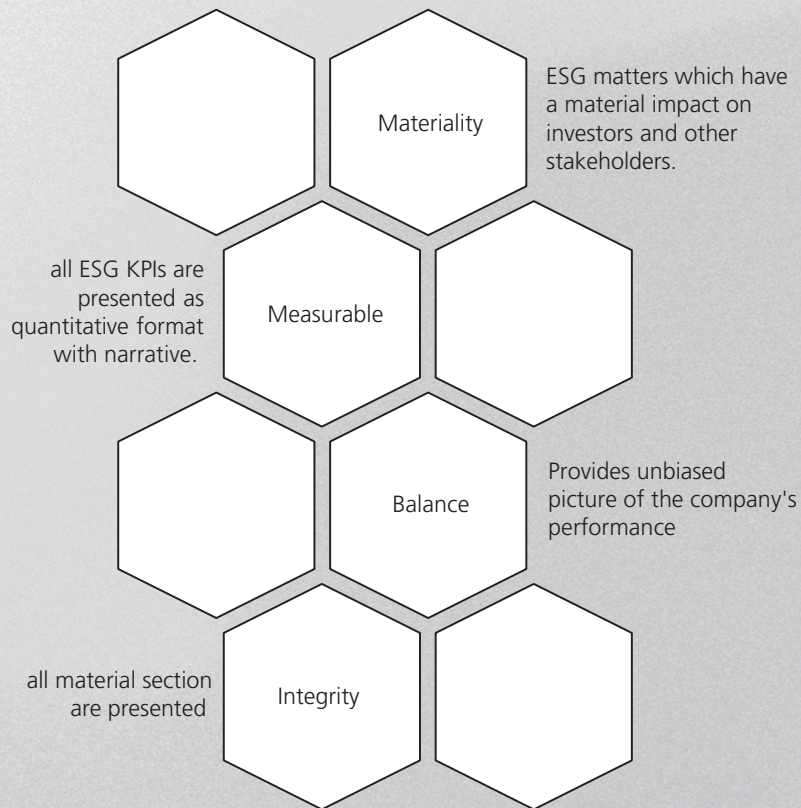 Materiality
ESG matters which have
a material impact on
investors and other
stakeholders.
all ESG KPIs are
presented as
quantitative format
with narrative.
Measurable
Balance
Provides unbiased
picture of the company's
performance
all material section
are presented
Integrity